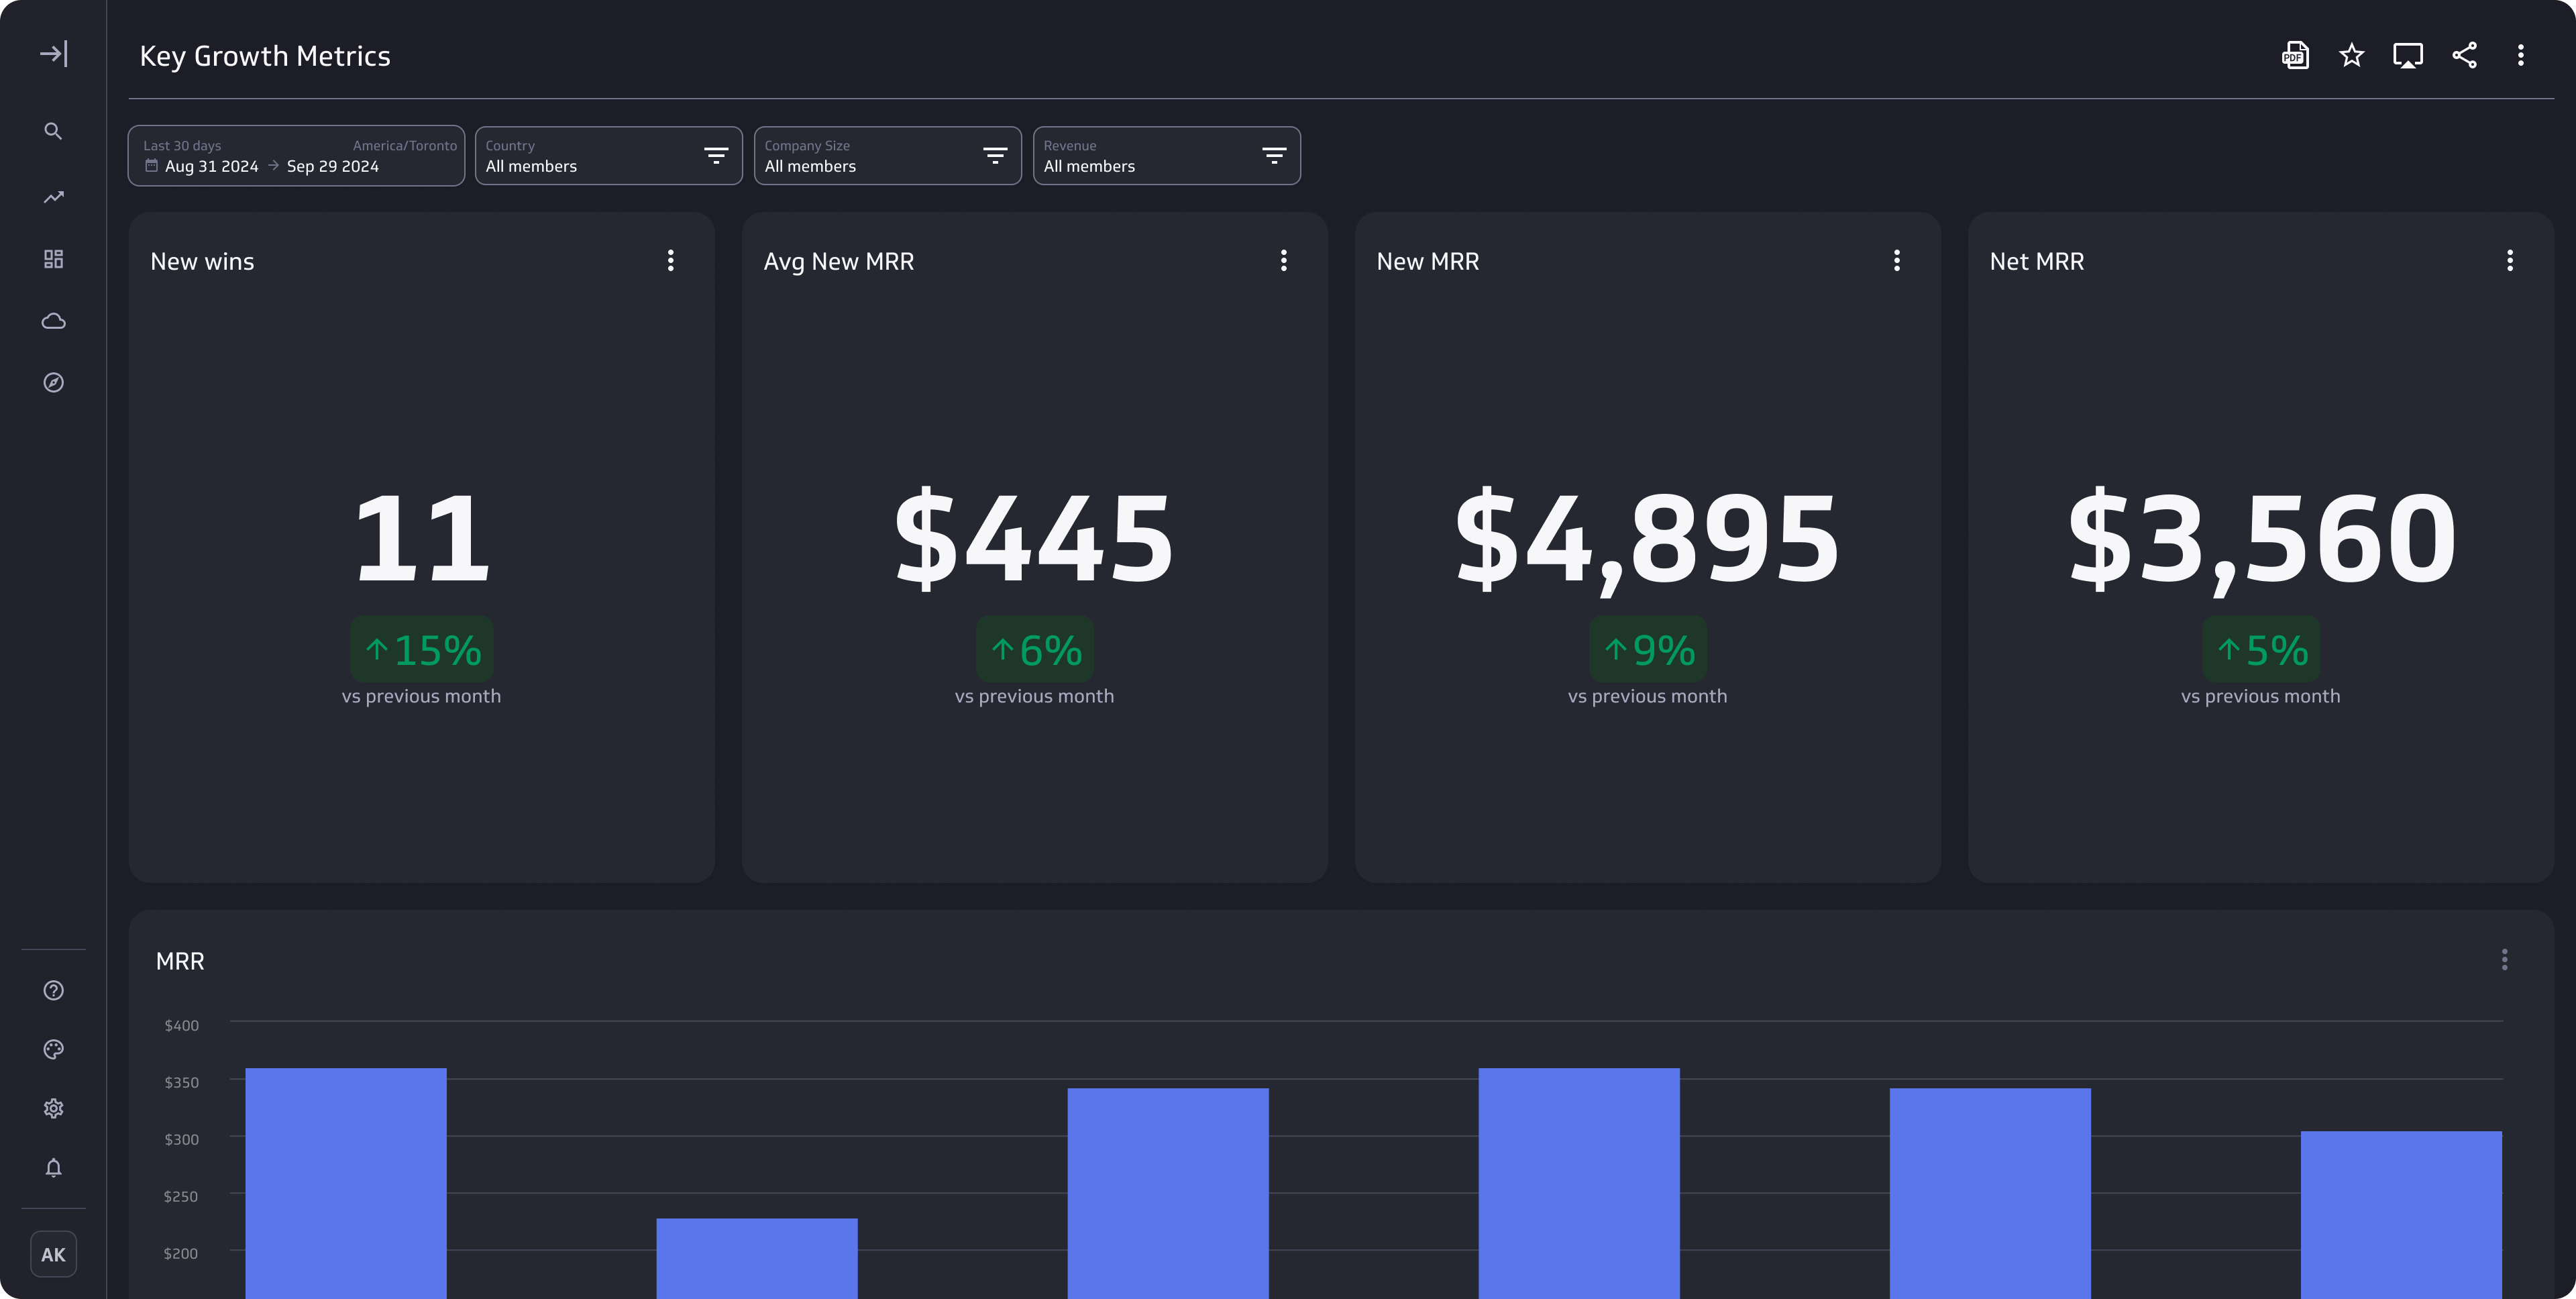 Key Growth Metrics
PDF
Last 30 days America/Toronto
Aug 31 2024 → Sep 29 2024
Country
All members
Company Size
All members
Revenue
All members
New wins
11
↑15%
vs previous month
Avg New MRR
$445
↑6%
vs previous month
New MRR
$4,895
↑9%
vs previous month
Net MRR
$3,560
↑5%
vs previous month
MRR
$400
$350
$300
$250
$200
AK